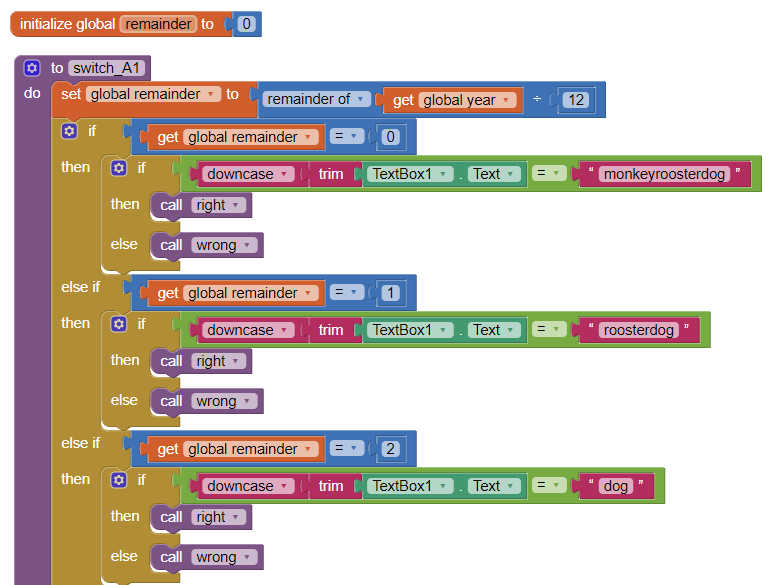 initialize global remainder to 0
to switch_A1
do set global remainder to remainder of get global year ÷ 12
if get global remainder = 0
then if downcase trim TextBox1 . Text = “ monkeyroosterdog ”
then call right
else call wrong
else if get global remainder = 1
then if downcase trim TextBox1 . Text = “ roosterdog ”
then call right
else call wrong
else if get global remainder = 2
then if downcase trim TextBox1 . Text = “ dog ”
then call right
else call wrong